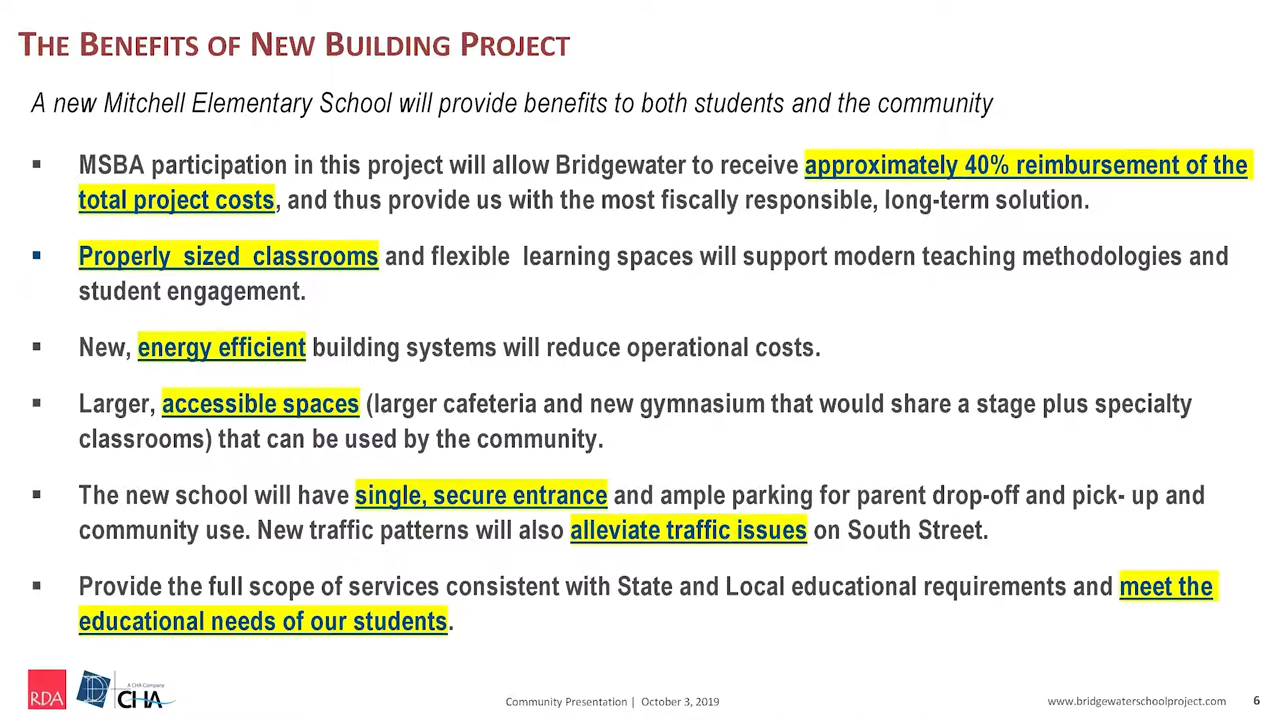 THE BENEFITS OF NEW BUILDING PROJECT
A new Mitchell Elementary School will provide benefits to both students and the community
▪ MSBA participation in this project will allow Bridgewater to receive approximately 40% reimbursement of the
total project costs, and thus provide us with the most fiscally responsible, long-term solution.
▪ Properly sized classrooms and flexible learning spaces will support modern teaching methodologies and
student engagement.
▪ New, energy efficient building systems will reduce operational costs.
▪ Larger, accessible spaces (larger cafeteria and new gymnasium that would share a stage plus specialty
classrooms) that can be used by the community.
▪ The new school will have single, secure entrance and ample parking for parent drop-off and pick- up and
community use. New traffic patterns will also alleviate traffic issues on South Street.
▪ Provide the full scope of services consistent with State and Local educational requirements and meet the
educational needs of our students.
RDA
A CHA Company
CHA
Community Presentation | October 3, 2019
www.bridgewaterschoolproject.com 6